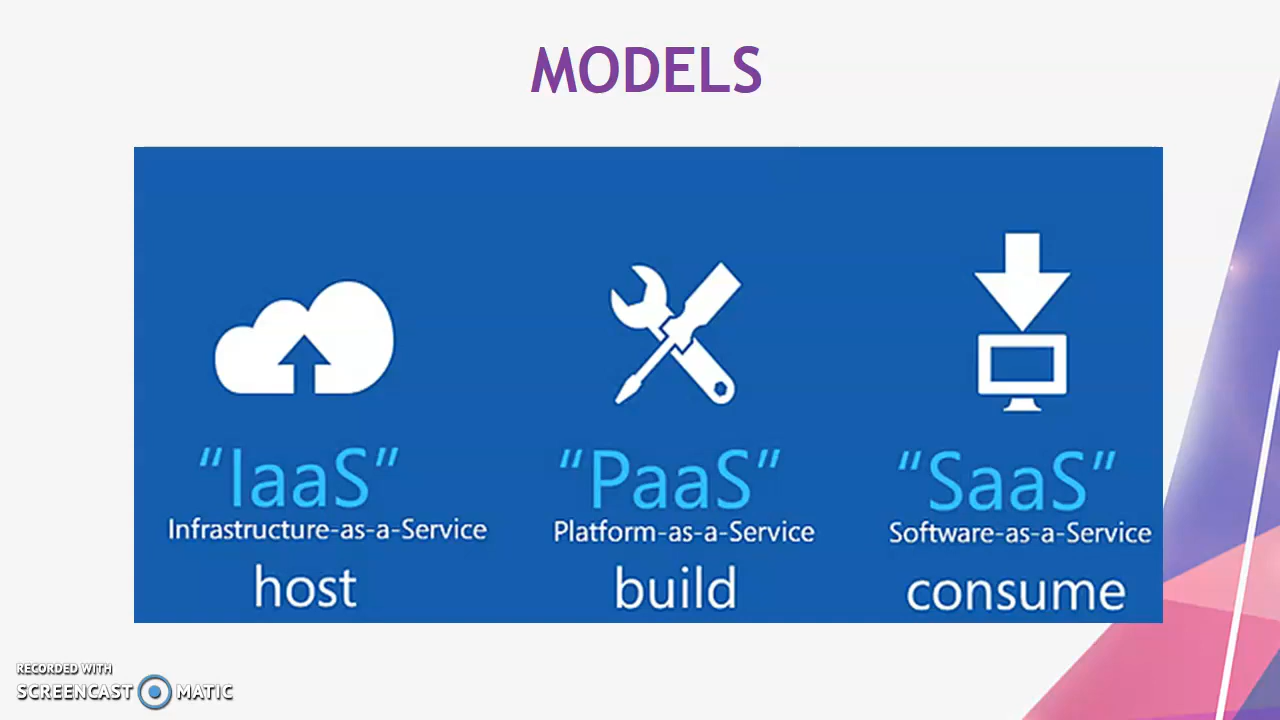 MODELS
“IaaS”
Infrastructure-as-a-Service
host
“PaaS”
Platform-as-a-Service
build
“SaaS”
Software-as-a-Service
consume
RECORDED WITH
SCREENCAST MATIC